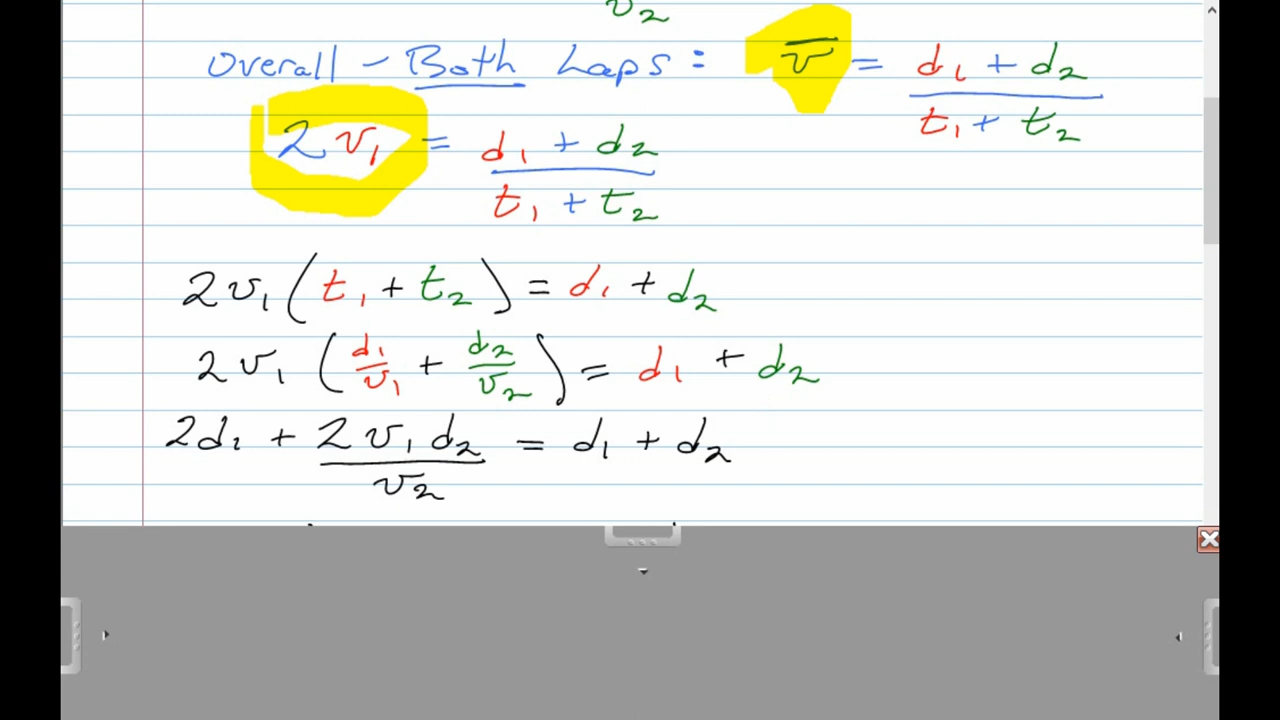 v₂
Overall - Both Laps: v̅ = (d₁ + d₂)/(t₁ + t₂)
2v₁ = (d₁ + d₂)/(t₁ + t₂)
2v₁(t₁ + t₂) = d₁ + d₂
2v₁(d₁/v₁ + d₂/v₂) = d₁ + d₂
2d₁ + 2v₁d₂/v₂ = d₁ + d₂